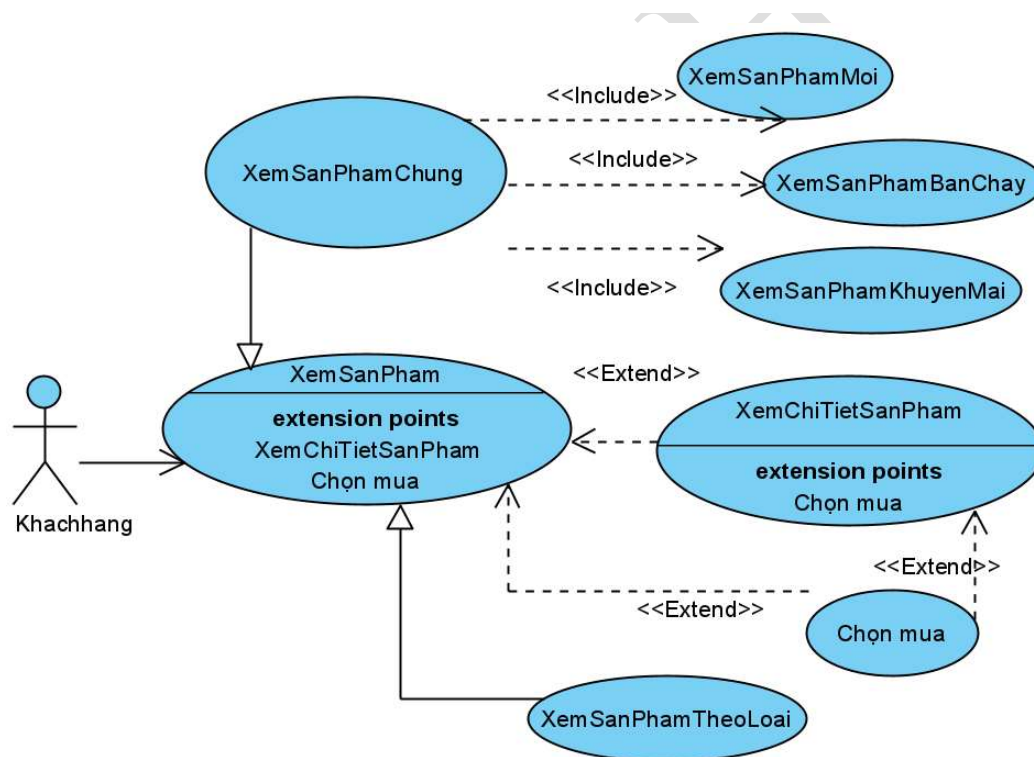 XemSanPhamMoi
<<Include>>
<<Include>>
XemSanPhamChung
XemSanPhamBanChay
<<Include>>
XemSanPhamKhuyenMai
XemSanPham
<<Extend>>
extension points
XemChiTietSanPham
Chọn mua
XemChiTietSanPham
extension points
Chọn mua
Khachhang
<<Extend>>
<<Extend>>
Chọn mua
XemSanPhamTheoLoai